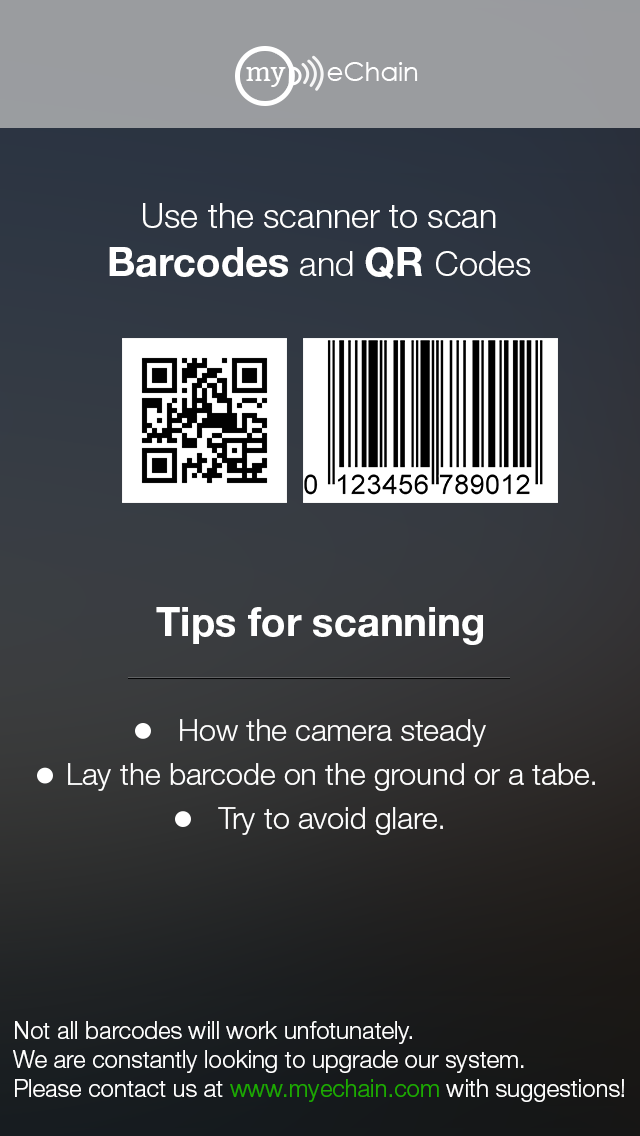 my eChain
Use the scanner to scan
Barcodes and QR Codes
0 123456 789012
Tips for scanning
● How the camera steady
● Lay the barcode on the ground or a tabe.
● Try to avoid glare.
Not all barcodes will work unfotunately.
We are constantly looking to upgrade our system.
Please contact us at www.myechain.com with suggestions!